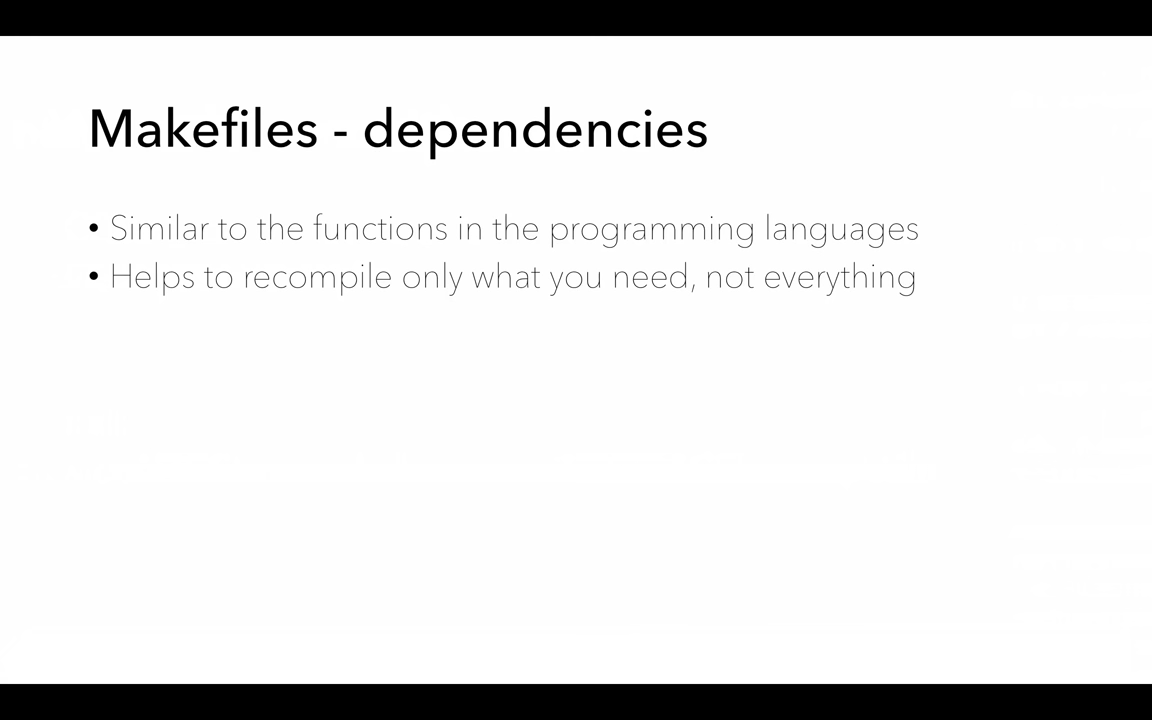 Makefiles - dependencies
• Similar to the functions in the programming languages
• Helps to recompile only what you need, not everything